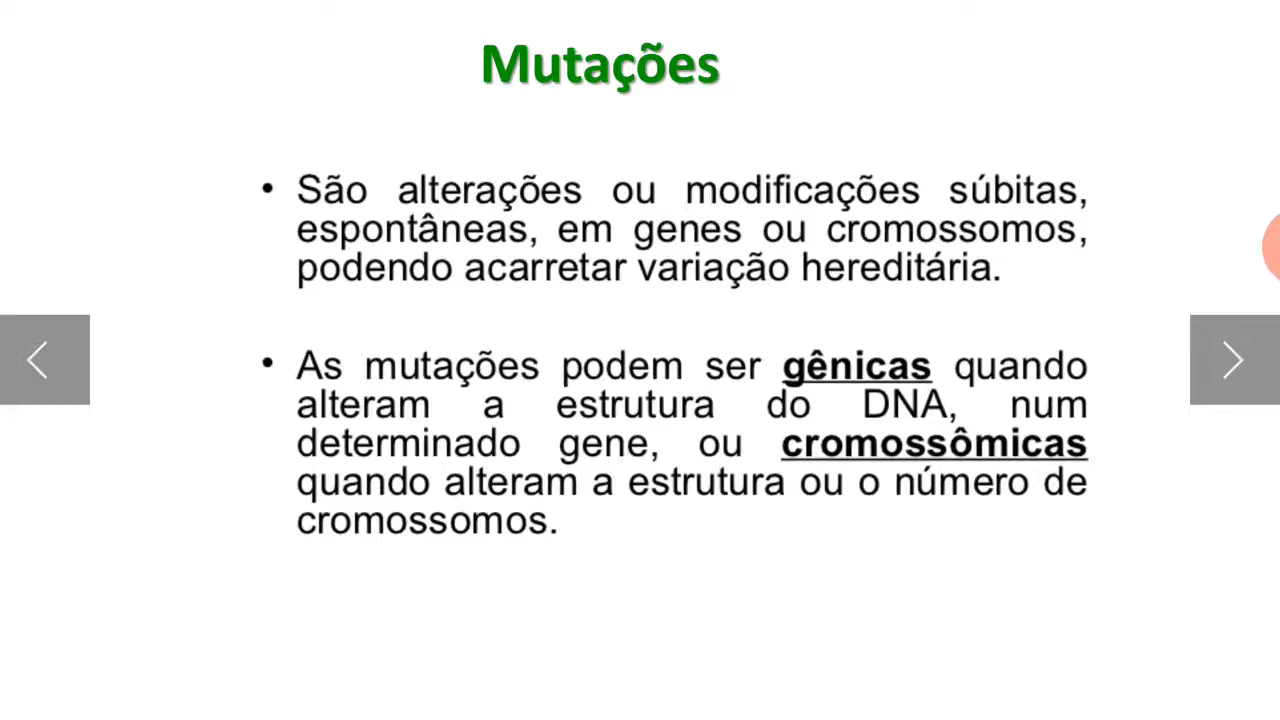 Mutações
• São alterações ou modificações súbitas,
espontâneas, em genes ou cromossomos,
podendo acarretar variação hereditária.
• As mutações podem ser gênicas quando
alteram a estrutura do DNA, num
determinado gene, ou cromossômicas
quando alteram a estrutura ou o número de
cromossomos.